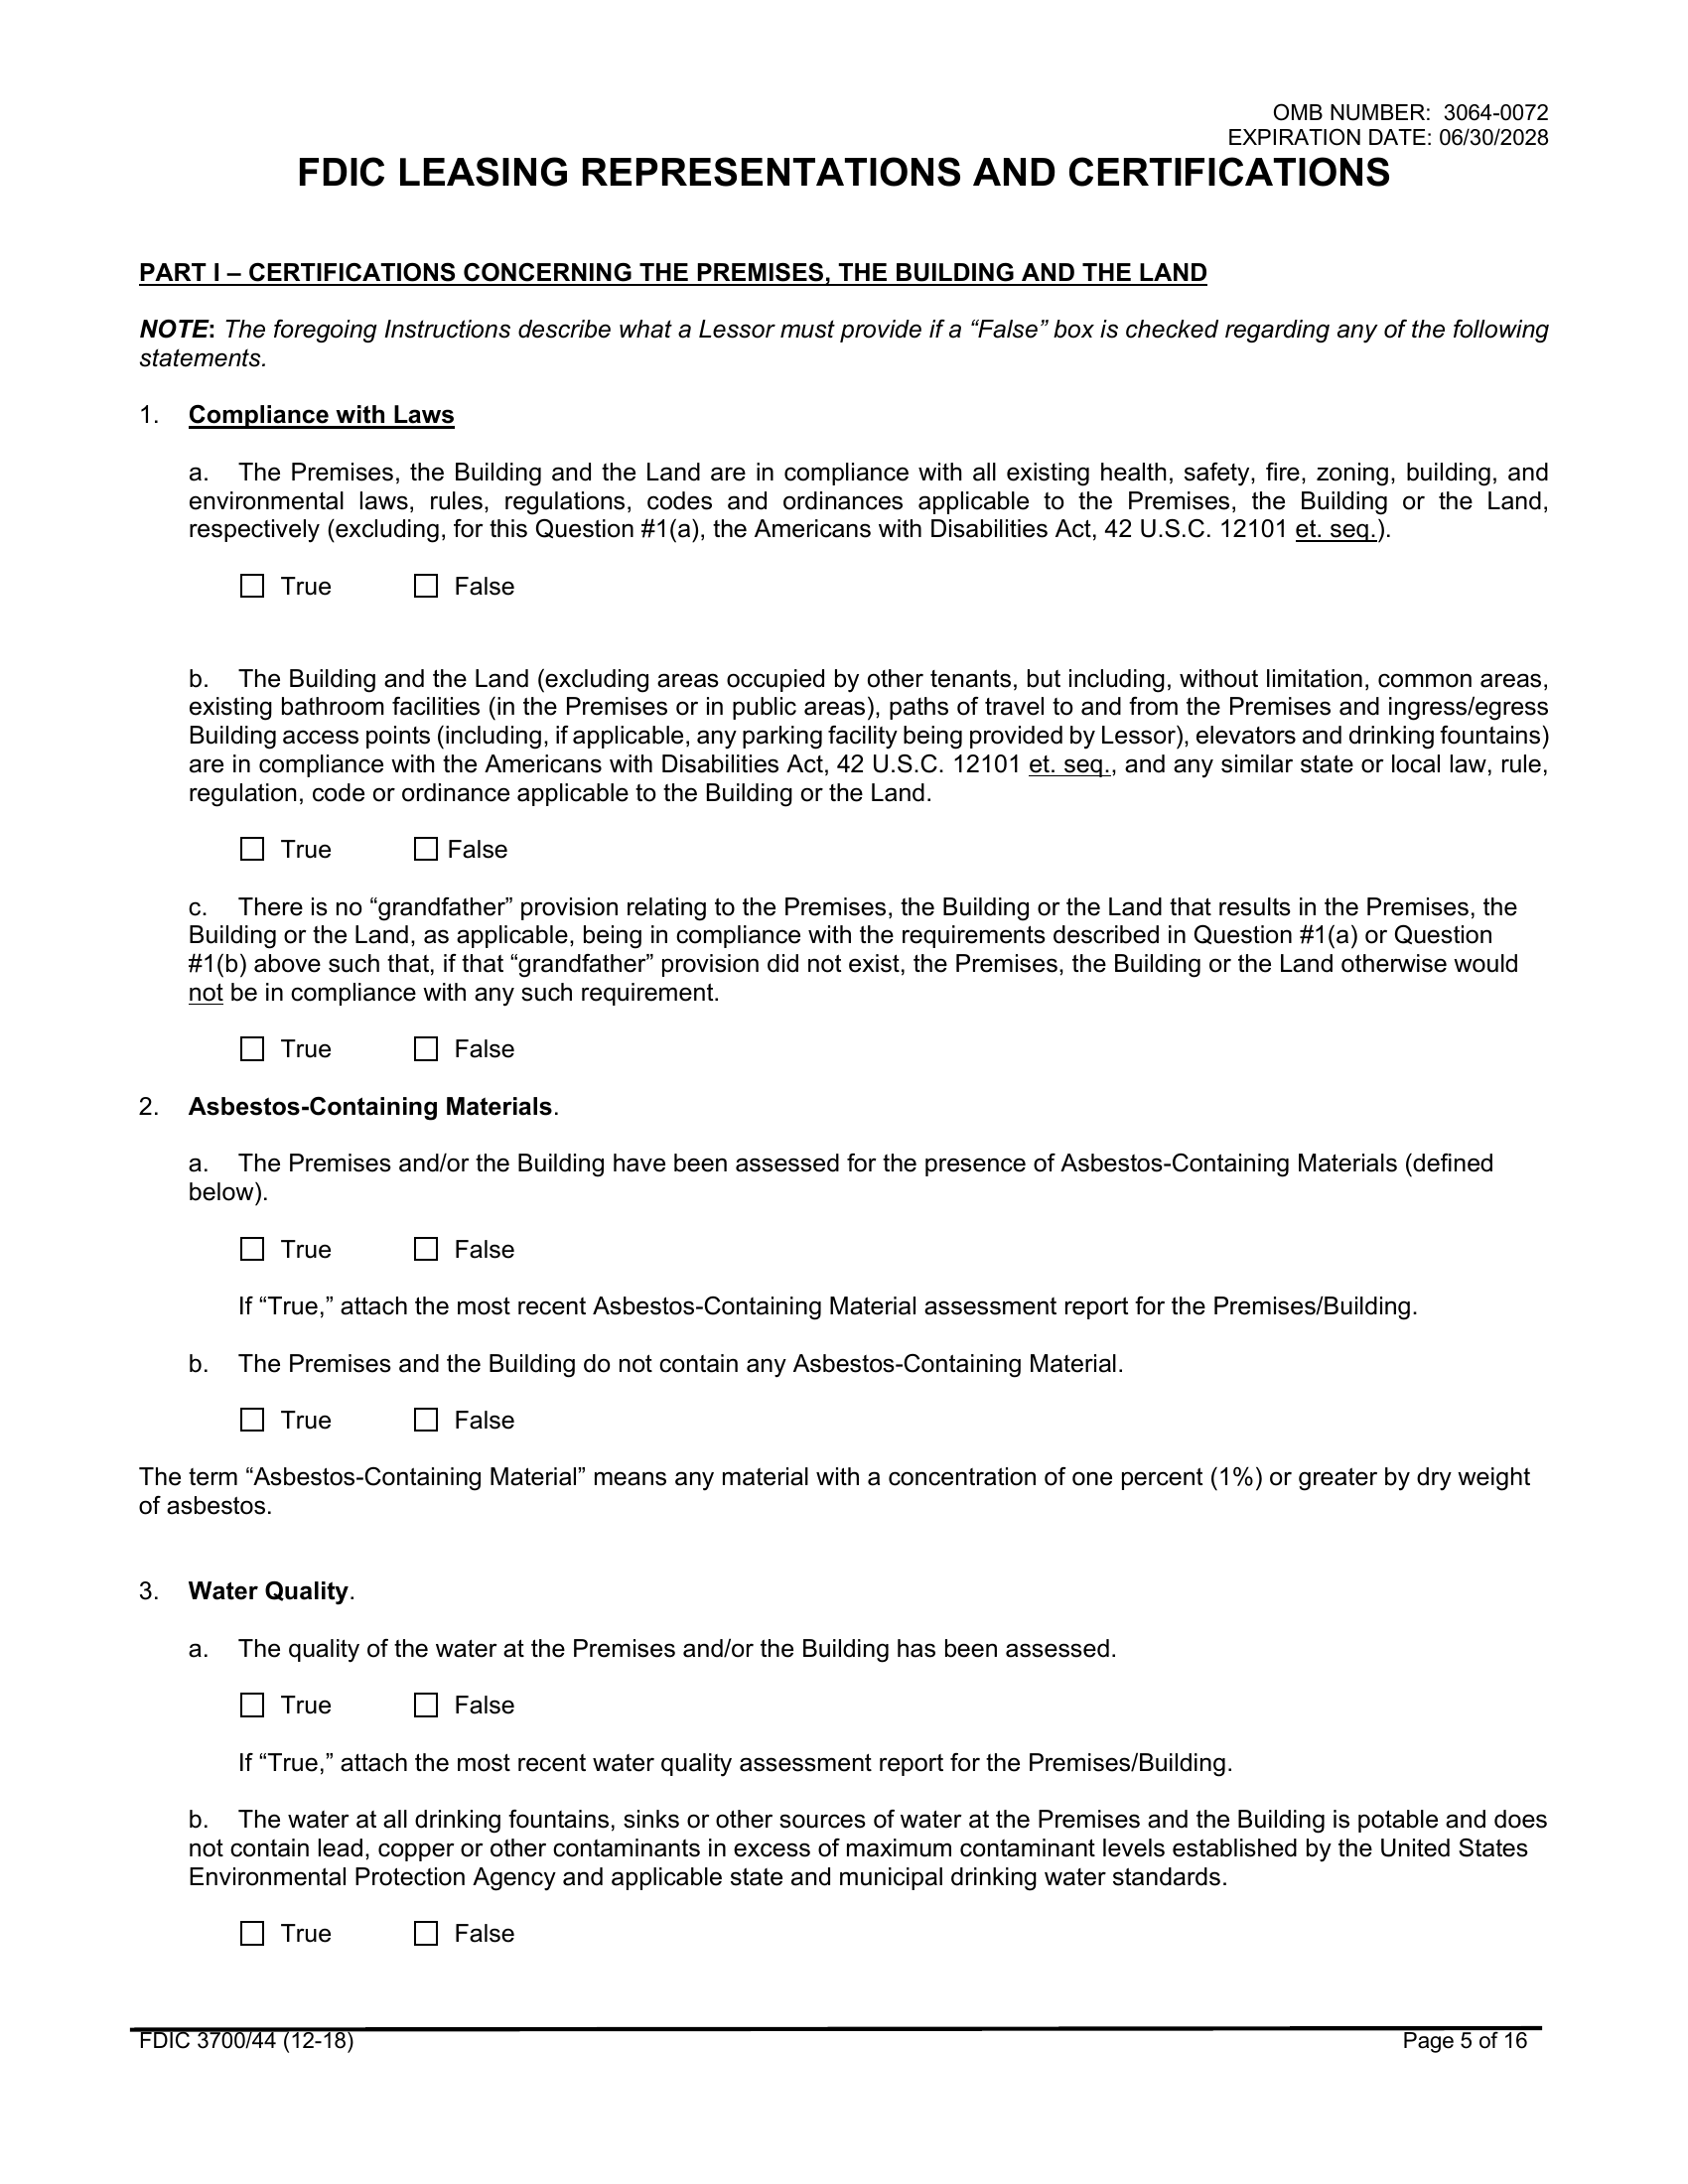 OMB NUMBER:  3064-0072
EXPIRATION DATE: 06/30/2028
FDIC LEASING REPRESENTATIONS AND CERTIFICATIONS
PART I – CERTIFICATIONS CONCERNING THE PREMISES, THE BUILDING AND THE LAND
NOTE: The foregoing Instructions describe what a Lessor must provide if a “False” box is checked regarding any of the following
statements.
1. Compliance with Laws
a. The Premises, the Building and the Land are in compliance with all existing health, safety, fire, zoning, building, and
environmental laws, rules, regulations, codes and ordinances applicable to the Premises, the Building or the Land,
respectively (excluding, for this Question #1(a), the Americans with Disabilities Act, 42 U.S.C. 12101 et. seq.).
☐ True ☐ False
b. The Building and the Land (excluding areas occupied by other tenants, but including, without limitation, common areas,
existing bathroom facilities (in the Premises or in public areas), paths of travel to and from the Premises and ingress/egress
Building access points (including, if applicable, any parking facility being provided by Lessor), elevators and drinking fountains)
are in compliance with the Americans with Disabilities Act, 42 U.S.C. 12101 et. seq., and any similar state or local law, rule,
regulation, code or ordinance applicable to the Building or the Land.
☐ True ☐ False
c. There is no “grandfather” provision relating to the Premises, the Building or the Land that results in the Premises, the
Building or the Land, as applicable, being in compliance with the requirements described in Question #1(a) or Question
#1(b) above such that, if that “grandfather” provision did not exist, the Premises, the Building or the Land otherwise would
not be in compliance with any such requirement.
☐ True ☐ False
2. Asbestos-Containing Materials.
a. The Premises and/or the Building have been assessed for the presence of Asbestos-Containing Materials (defined
below).
☐ True ☐ False
If “True,” attach the most recent Asbestos-Containing Material assessment report for the Premises/Building.
b. The Premises and the Building do not contain any Asbestos-Containing Material.
☐ True ☐ False
The term “Asbestos-Containing Material” means any material with a concentration of one percent (1%) or greater by dry weight
of asbestos.
3. Water Quality.
a. The quality of the water at the Premises and/or the Building has been assessed.
☐ True ☐ False
If “True,” attach the most recent water quality assessment report for the Premises/Building.
b. The water at all drinking fountains, sinks or other sources of water at the Premises and the Building is potable and does
not contain lead, copper or other contaminants in excess of maximum contaminant levels established by the United States
Environmental Protection Agency and applicable state and municipal drinking water standards.
☐ True ☐ False
FDIC 3700/44 (12-18) Page 5 of 16